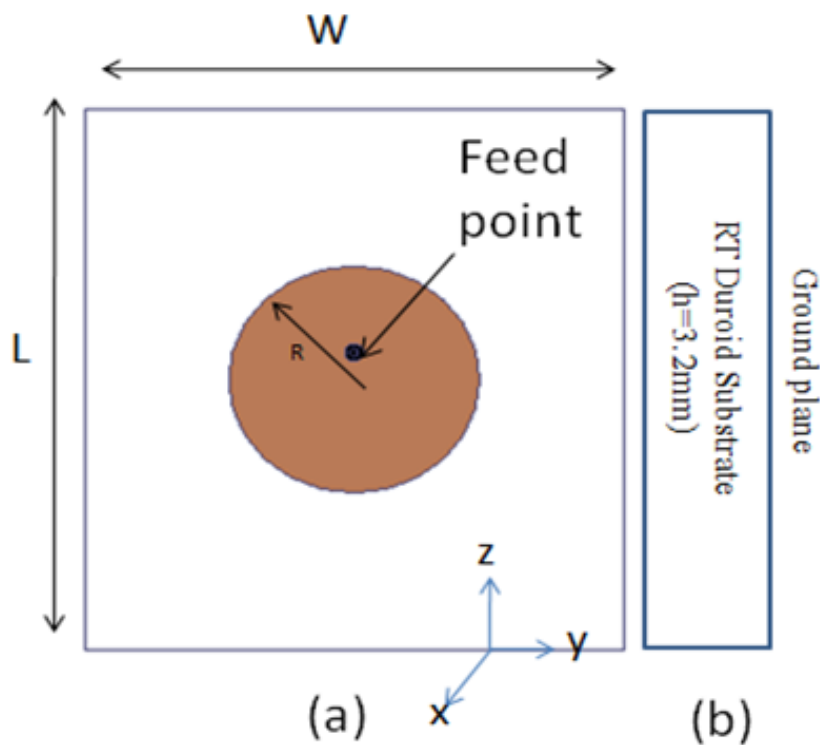 W
Feed
point
L
R
RT Duroid Substrate
(h=3.2mm)
Ground plane
z
y
x
(a)
(b)